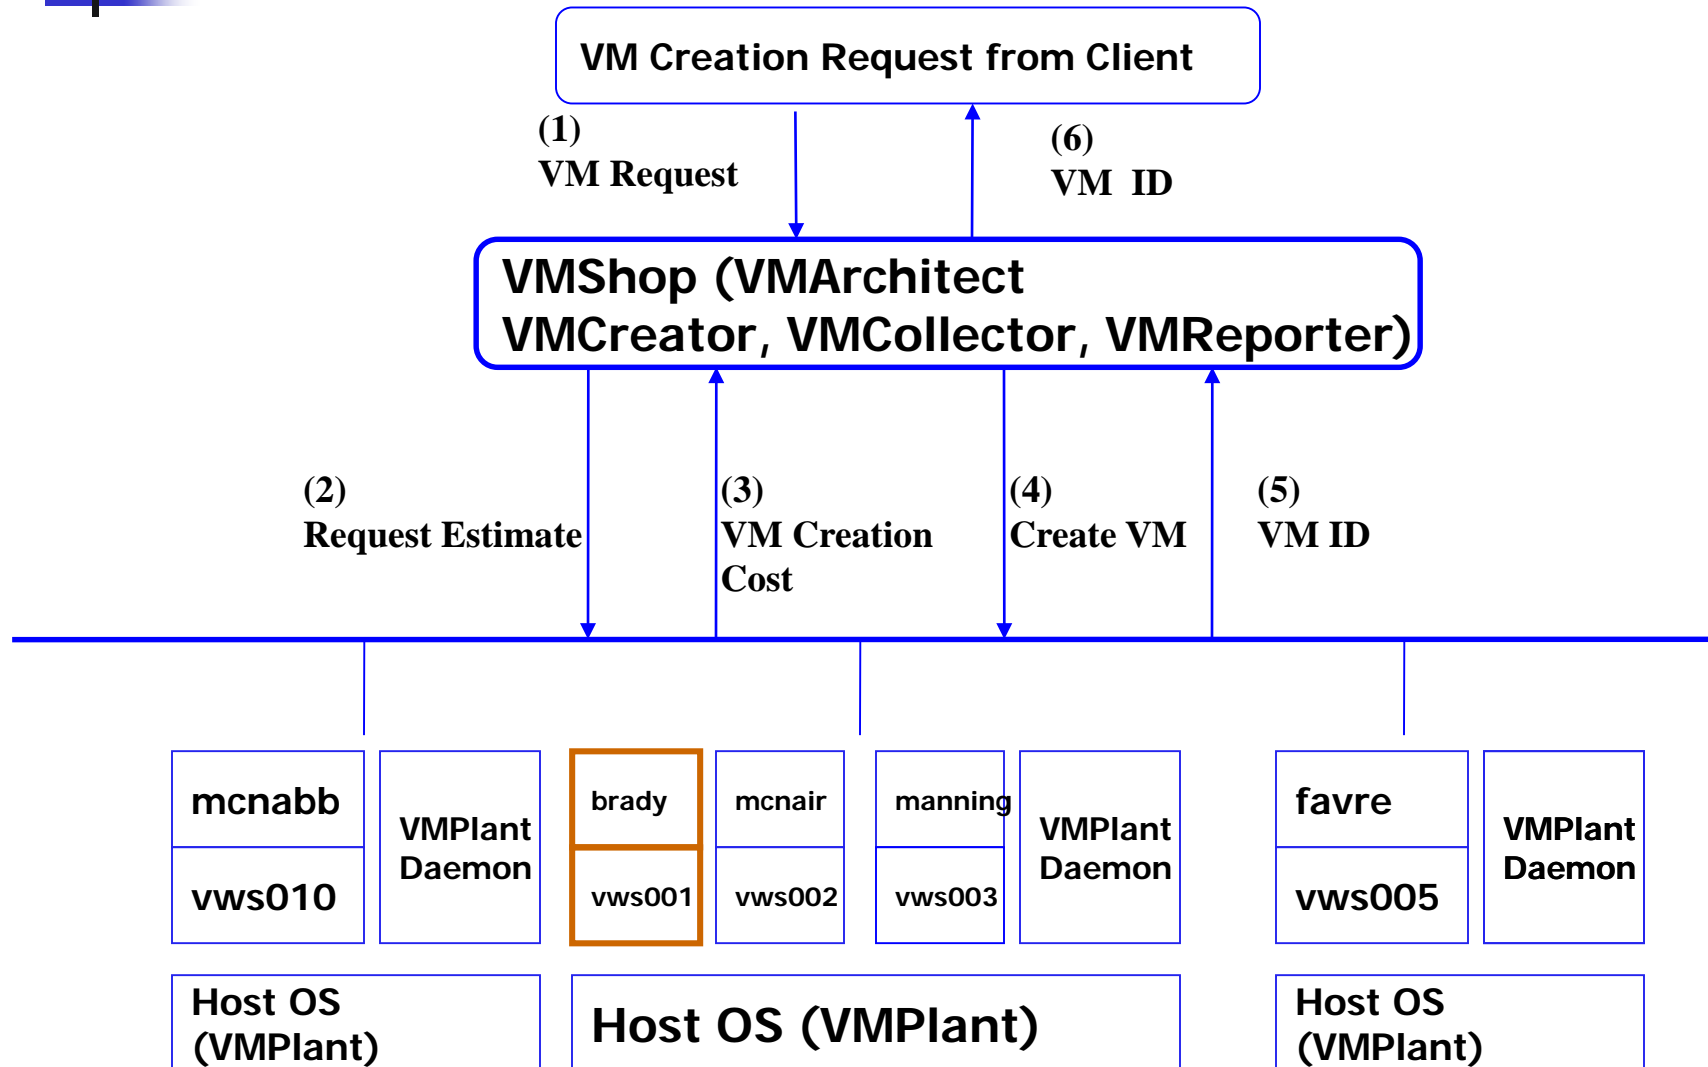 VM Creation Request from Client
(1)
VM Request
(6)
VM ID
VMShop (VMArchitect
VMCreator, VMCollector, VMReporter)
(2)
Request Estimate
(3)
VM Creation
Cost
(4)
Create VM
(5)
VM ID
mcnabb
vws010
VMPlant
Daemon
brady
vws001
mcnair
vws002
manning
vws003
VMPlant
Daemon
favre
vws005
VMPlant
Daemon
Host OS
(VMPlant)
Host OS (VMPlant)
Host OS
(VMPlant)